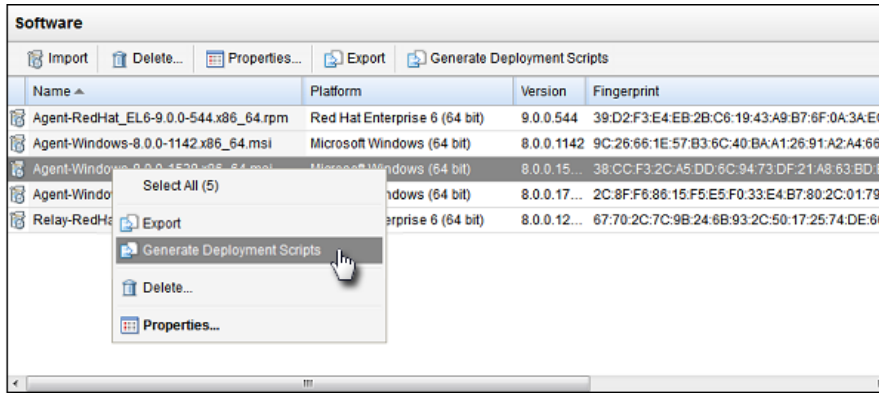 Software
Import Delete... Properties... Export Generate Deployment Scripts
Name Platform Version Fingerprint
Agent-RedHat_EL6-9.0.0-544.x86_64.rpm Red Hat Enterprise 6 (64 bit) 9.0.0.544 39:D2:F3:E4:EB:2B:C6:19:43:A9:B7:6F:0A:3A:E0
Agent-Windows-8.0.0-1142.x86_64.msi Microsoft Windows (64 bit) 8.0.0.1142 9C:26:66:1E:57:B3:6C:40:BA:A1:26:91:A2:A4:66
8.0.0.15... 38:CC:F3:2C:A5:DD:6C:94:73:DF:21:A8:63:BD:
Select All (5)
Agent-Windo ndows (64 bit) 8.0.0.17... 2C:8F:F6:86:15:F5:E5:F0:33:E4:B7:80:2C:01:79
Relay-RedHa Export erprise 6 (64 bit) 8.0.0.12... 67:70:2C:7C:9B:24:6B:93:2C:50:17:25:74:DE:6
Generate Deployment Scripts
Delete...
Properties...